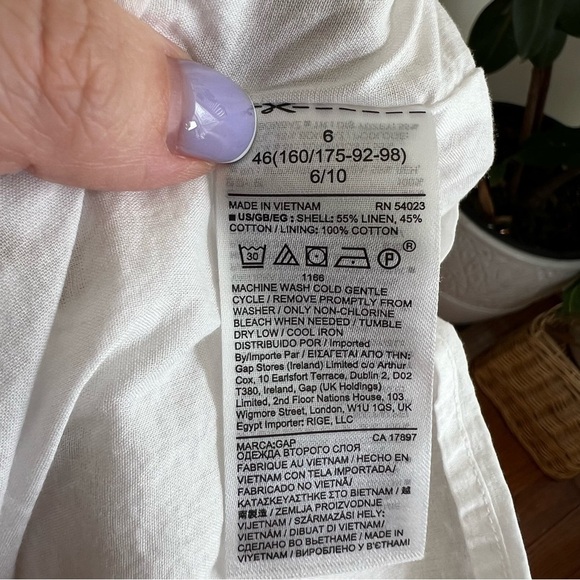 6
46(160/175-92-98)
6/10
MADE IN VIETNAM RN 54023
US/GB/EG : SHELL: 55% LINEN, 45%
COTTON / LINING: 100% COTTON
30 P ®
1166
MACHINE WASH COLD GENTLE
CYCLE / REMOVE PROMPTLY FROM
WASHER / ONLY NON-CHLORINE
BLEACH WHEN NEEDED / TUMBLE
DRY LOW / COOL IRON
DISTRIBUIDO POR / Imported
By/Importe Par / ΕΙΣΑΓΕΤΑΙ ΑΠΟ ΤΗΝ:
Gap Stores (Ireland) Limited c/o Arthur
Cox, 10 Earlsfort Terrace, Dublin 2, D02
T380, Ireland, Gap (UK Holdings)
Limited, 2nd Floor Nations House, 103
Wigmore Street, London, W1U 1QS, UK
Egypt Importer: RIGE, LLC
MARCA:GAP CA 17897
ОДЕЖДА ВТОРОГО СЛОЯ
FABRIQUE AU VIETNAM / HECHO EN
VIETNAM CON TELA IMPORTADA /
FABRICADO NO VIETNÃ /
ΚΑΤΑΣΚΕΥΑΣΤΗΚΕ ΣΤΟ ΒΙΕΤΝΑΜ / 越
南製造 / ZEMLJA PROIZVODNJE
VIJETNAM / SZÁRMAZÁSI HELY:
VIETNAM / DIBUAT DI VIETNAM /
СДЕЛАНО ВО ВЬЕТНАМЕ / MADE IN
VIYETNAM / ВИРОБЛЕНО У В'ЄТНАМІ